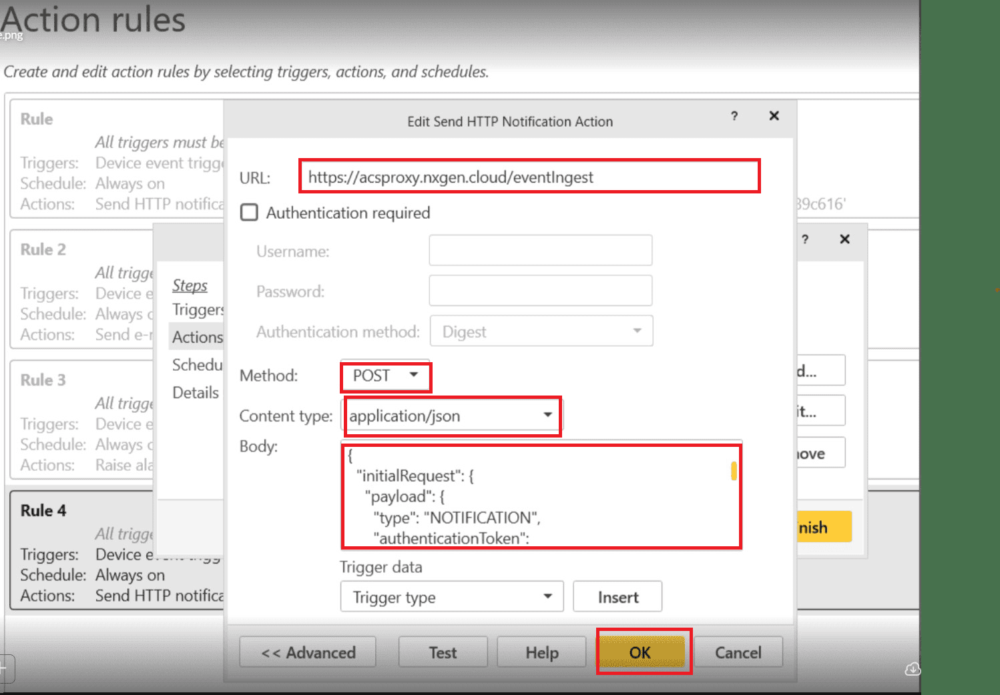 Action rules
e.png
Create and edit action rules by selecting triggers, actions, and schedules.
Rule
All triggers must be
Triggers: Device event trigge
Schedule: Always on
Actions: Send HTTP notifica
39c616'
Rule 2
All trigge
Triggers: Device e
Schedule: Always o
Actions: Send e-
Rule 3
All trigge
Triggers: Device e
Schedule: Always o
Actions: Raise ala
Rule 4
All trigge
Triggers: Device event trigg
Schedule: Always on
Actions: Send HTTP notifica
? ×
Steps
Triggers
Actions
Schedu
Details
d...
it...
nove
nish
Edit Send HTTP Notification Action ? ×
URL: https://acsproxy.nxgen.cloud/eventIngest
Authentication required
Username:
Password:
Authentication method: Digest
Method: POST
Content type: application/json
Body:
{
"initialRequest": {
"payload": {
"type": "NOTIFICATION",
"authenticationToken":
Trigger data
Trigger type Insert
<< Advanced Test Help OK Cancel